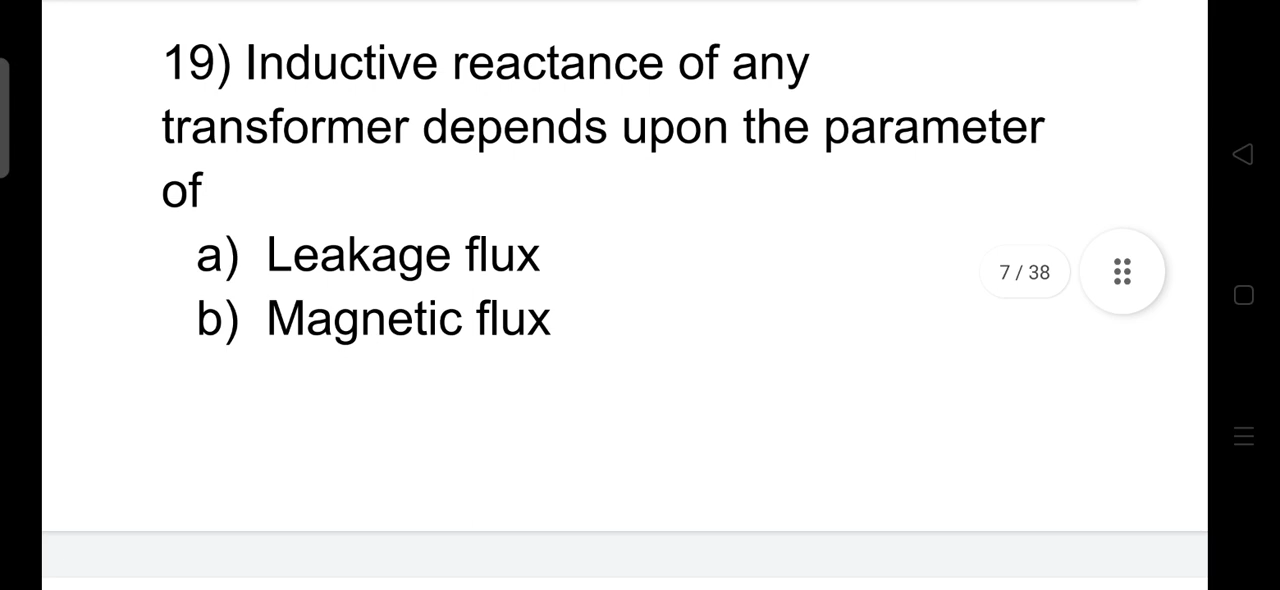 19) Inductive reactance of any
transformer depends upon the parameter
of
a) Leakage flux
b) Magnetic flux
7 / 38